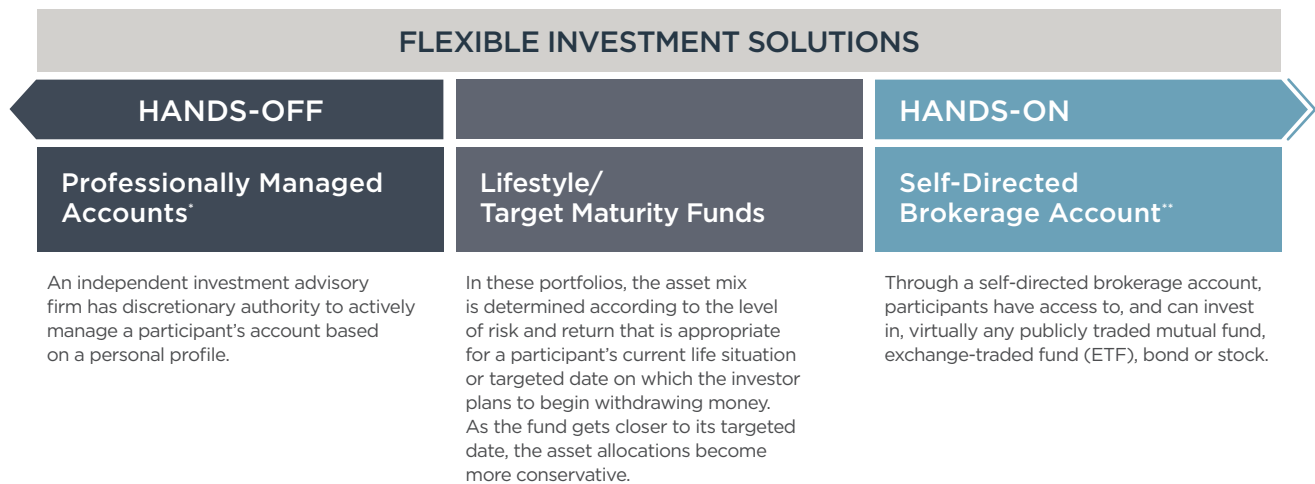 FLEXIBLE INVESTMENT SOLUTIONS
HANDS-OFF
HANDS-ON
Professionally Managed
Accounts*
Lifestyle/
Target Maturity Funds
Self-Directed
Brokerage Account**
An independent investment advisory
firm has discretionary authority to actively
manage a participant’s account based
on a personal profile.
In these portfolios, the asset mix
is determined according to the level
of risk and return that is appropriate
for a participant’s current life situation
or targeted date on which the investor
plans to begin withdrawing money.
As the fund gets closer to its targeted
date, the asset allocations become
more conservative.
Through a self-directed brokerage account,
participants have access to, and can invest
in, virtually any publicly traded mutual fund,
exchange-traded fund (ETF), bond or stock.